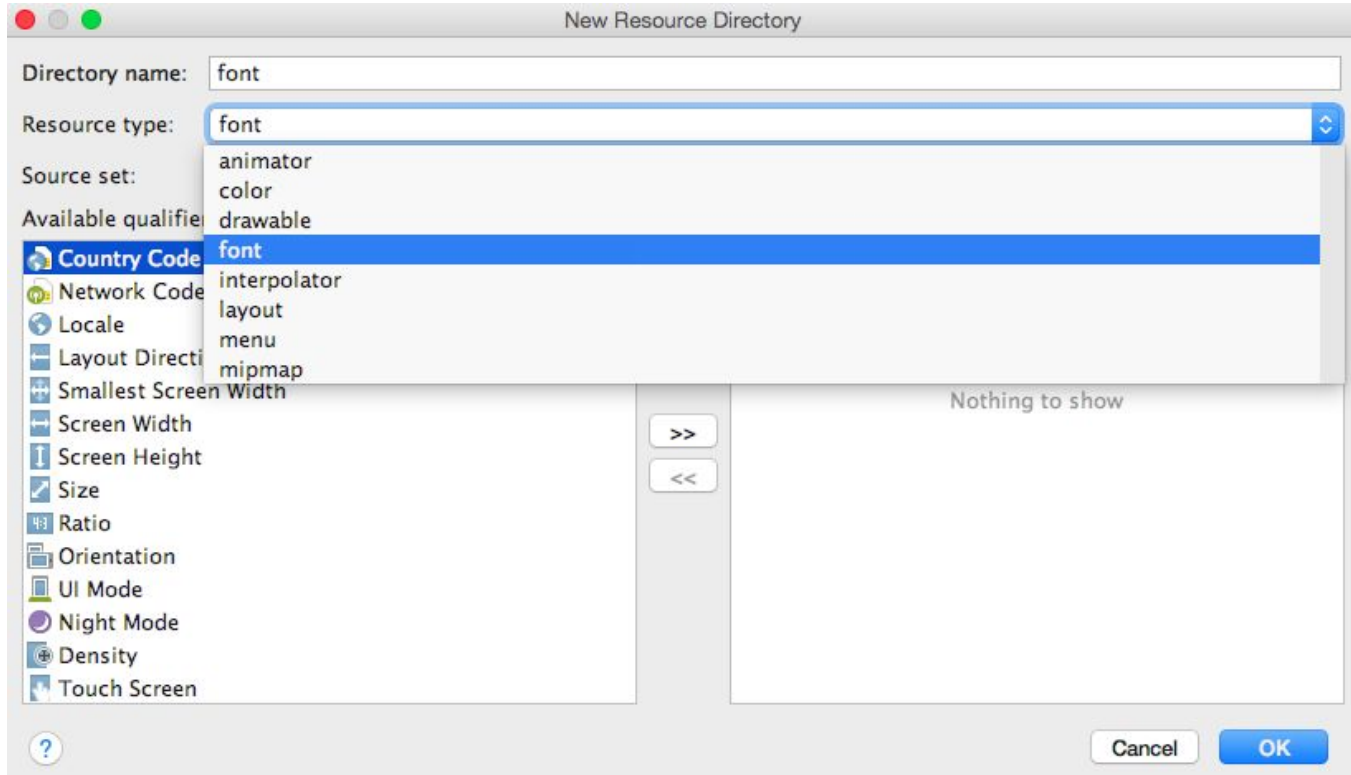 New Resource Directory
Directory name: font
Resource type: font
animator
Source set:
color
Available qualifie
drawable
Country Code
font
Network Code
interpolator
Locale
layout
Layout Directi
menu
mipmap
Smallest Screen Width
Nothing to show
Screen Width
>>
Screen Height
<<
Size
4:3 Ratio
Orientation
UI Mode
Night Mode
Density
Touch Screen
?
Cancel
OK